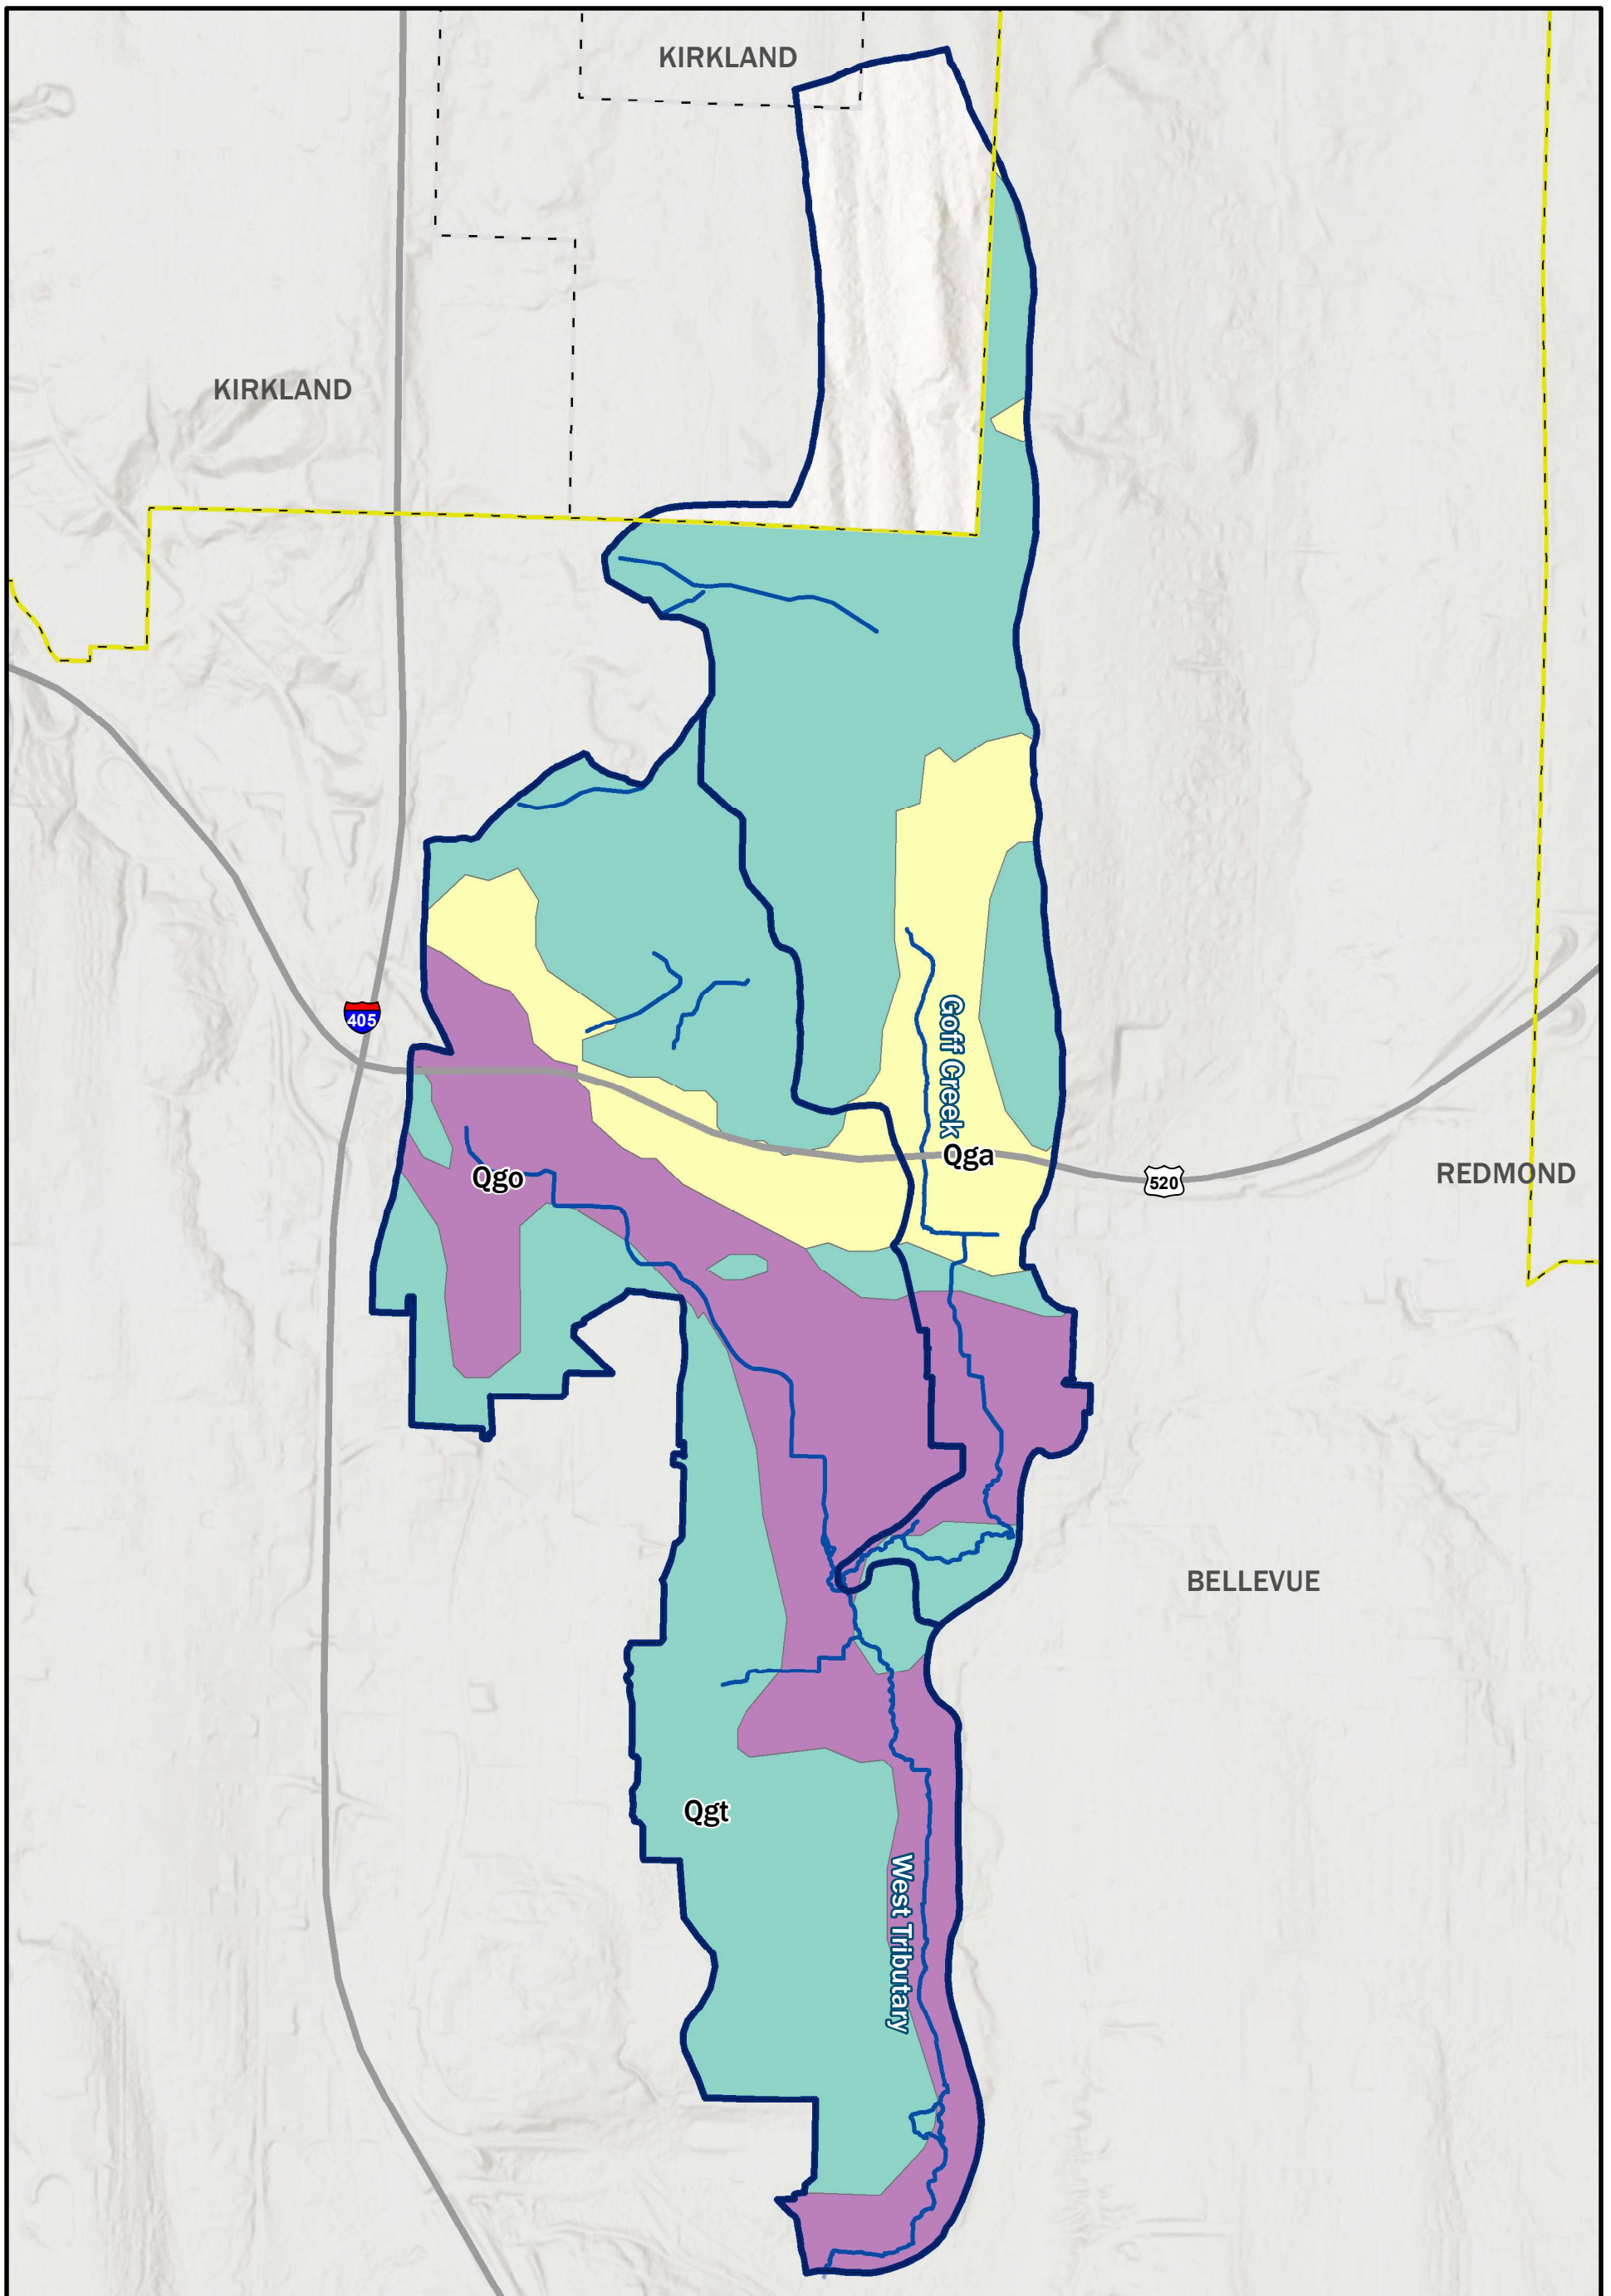 KIRKLAND
KIRKLAND
405
Goff Creek
Qga
Qgo
520
REDMOND
BELLEVUE
Qgt
West Tributary